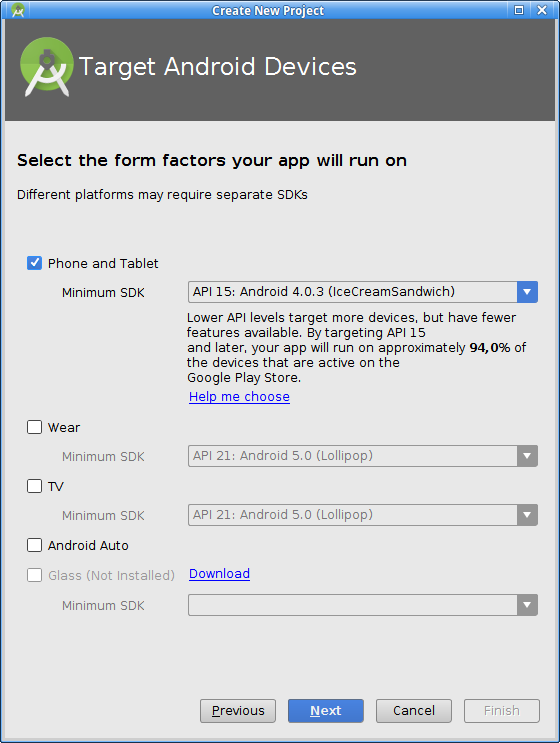 Create New Project
Target Android Devices
Select the form factors your app will run on
Different platforms may require separate SDKs
Phone and Tablet
Minimum SDK API 15: Android 4.0.3 (IceCreamSandwich)
Lower API levels target more devices, but have fewer
features available. By targeting API 15
and later, your app will run on approximately 94,0% of
the devices that are active on the
Google Play Store.
Help me choose
Wear
Minimum SDK API 21: Android 5.0 (Lollipop)
TV
Minimum SDK API 21: Android 5.0 (Lollipop)
Android Auto
Glass (Not Installed) Download
Minimum SDK
Previous Next Cancel Finish